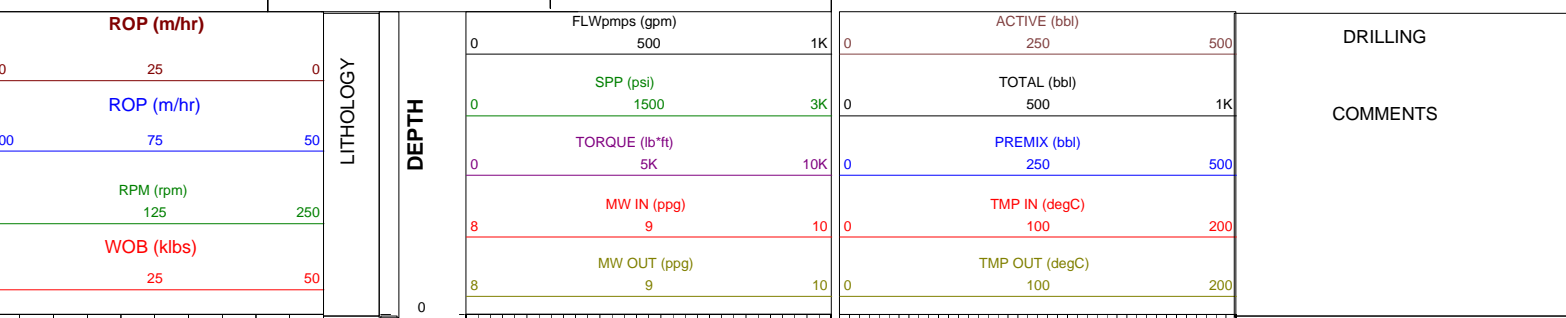 ROP (m/hr)
0 25 0
ROP (m/hr)
00 75 50
RPM (rpm)
125 250
WOB (klbs)
25 50
LITHOLOGY
DEPTH
0
FLWpmps (gpm)
0 500 1K
SPP (psi)
0 1500 3K
TORQUE (lb*ft)
0 5K 10K
MW IN (ppg)
8 9 10
MW OUT (ppg)
8 9 10
ACTIVE (bbl)
0 250 500
TOTAL (bbl)
0 500 1K
PREMIX (bbl)
0 250 500
TMP IN (degC)
0 100 200
TMP OUT (degC)
0 100 200
DRILLING
COMMENTS